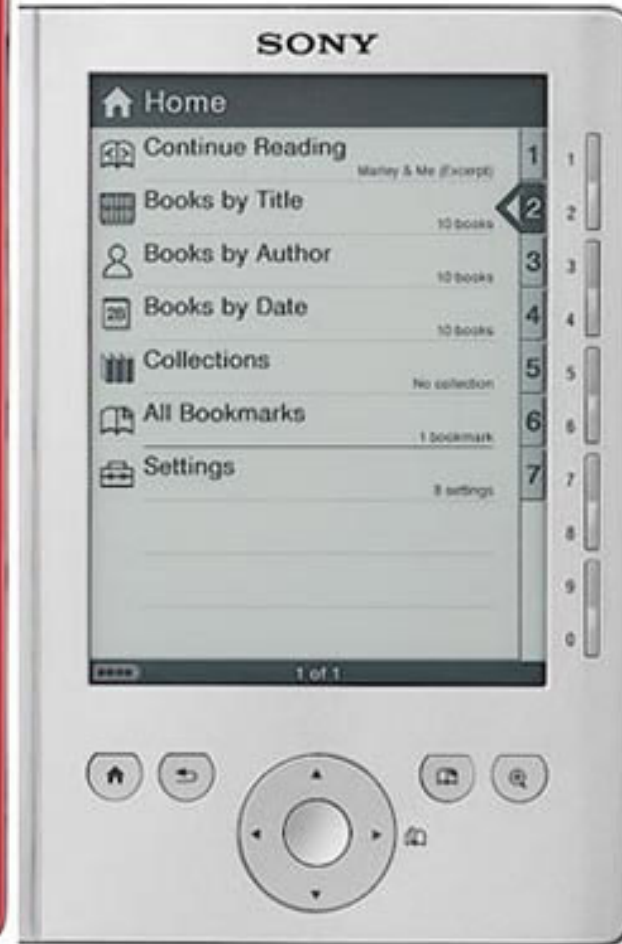 SONY
Home
Continue Reading
1
Marley & Me (Excerpt)
Books by Title
2
10 books
Books by Author
3
10 books
28
Books by Date
4
10 books
Collections
5
No collection
All Bookmarks
6
1 bookmark
Settings
7
8 settings
1 of 1
1
2
3
4
5
6
7
8
9
0